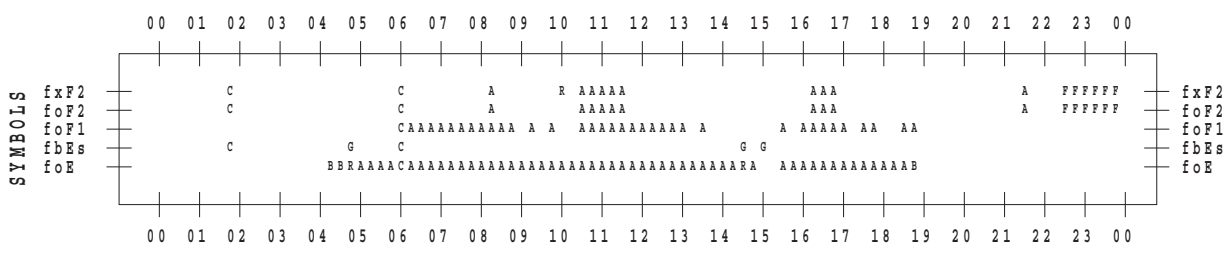 00 01 02 03 04 05 06 07 08 09 10 11 12 13 14 15 16 17 18 19 20 21 22 23 00
SYMBOLS
fxF2 C C A R AAAAA AAA A FFFFFF fxF2
foF2 C C A AAAAA AAA A FFFFFF foF2
foF1 CAAAAAAAAAAA A A AAAAAAAAAAA A A AAAAA AA AA foF1
fbEs C G C G G fbEs
foE BBRAAAACAAAAAAAAAAAAAAAAAAAAAAAAAAAAAAAAARA AAAAAAAAAAAAAB foE
00 01 02 03 04 05 06 07 08 09 10 11 12 13 14 15 16 17 18 19 20 21 22 23 00